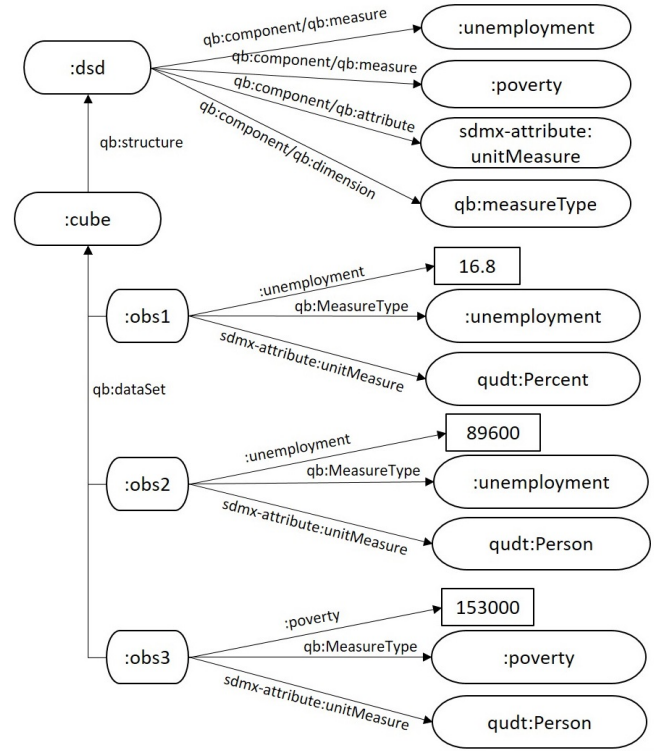 qb:component/qb:measure
:unemployment
:dsd
qb:component/qb:measure
:poverty
qb:component/qb:attribute
sdmx-attribute:
unitMeasure
qb:component/qb:dimension
qb:measureType
qb:structure
:cube
:unemployment
16.8
:obs1
qb:MeasureType
:unemployment
sdmx-attribute:unitMeasure
qudt:Percent
qb:dataSet
:unemployment
89600
:obs2
qb:MeasureType
:unemployment
sdmx-attribute:unitMeasure
qudt:Person
:poverty
153000
:obs3
qb:MeasureType
:poverty
sdmx-attribute:unitMeasure
qudt:Person